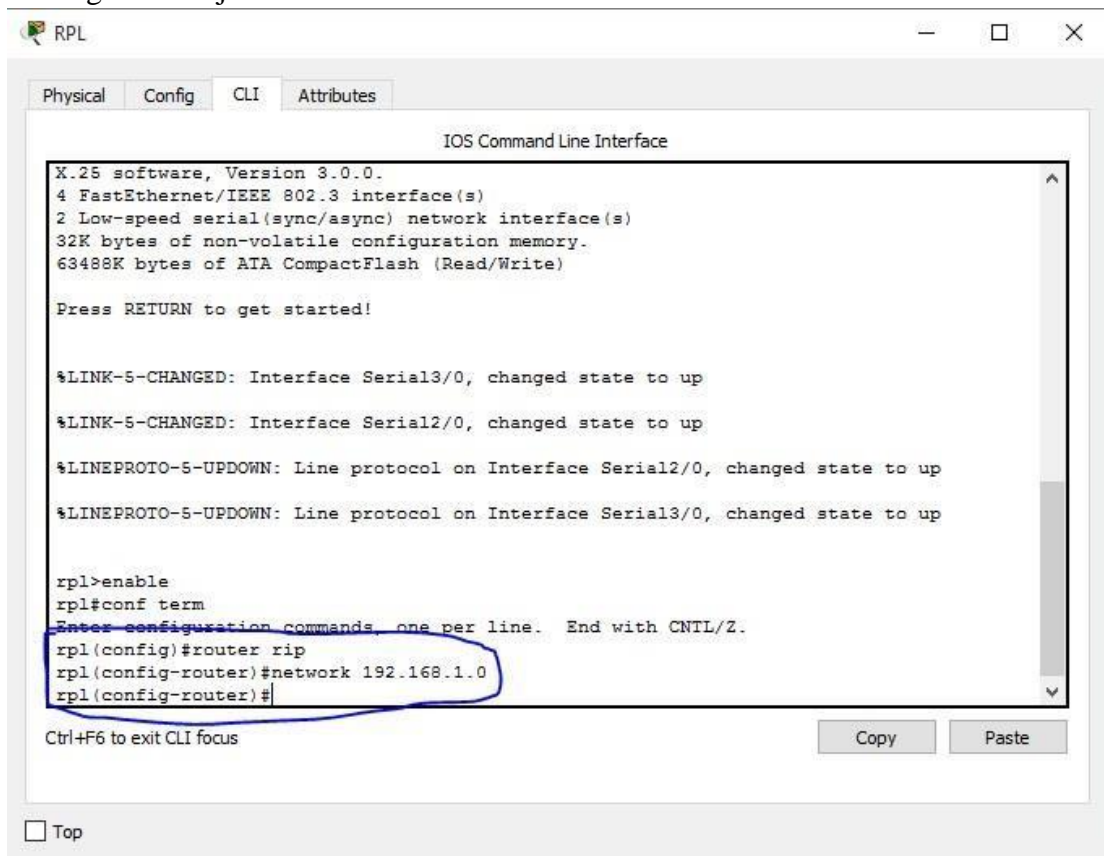 RPL
Physical Config CLI Attributes
IOS Command Line Interface
X.25 software, Version 3.0.0.
4 FastEthernet/IEEE 802.3 interface(s)
2 Low-speed serial(sync/async) network interface(s)
32K bytes of non-volatile configuration memory.
63488K bytes of ATA CompactFlash (Read/Write)
Press RETURN to get started!
%LINK-5-CHANGED: Interface Serial3/0, changed state to up
%LINK-5-CHANGED: Interface Serial2/0, changed state to up
%LINEPROTO-5-UPDOWN: Line protocol on Interface Serial2/0, changed state to up
%LINEPROTO-5-UPDOWN: Line protocol on Interface Serial3/0, changed state to up
rpl>enable
rpl#conf term
Enter configuration commands, one per line. End with CNTL/Z.
rpl(config)#router rip
rpl(config-router)#network 192.168.1.0
rpl(config-router)#
Ctrl+F6 to exit CLI focus
Copy Paste
Top